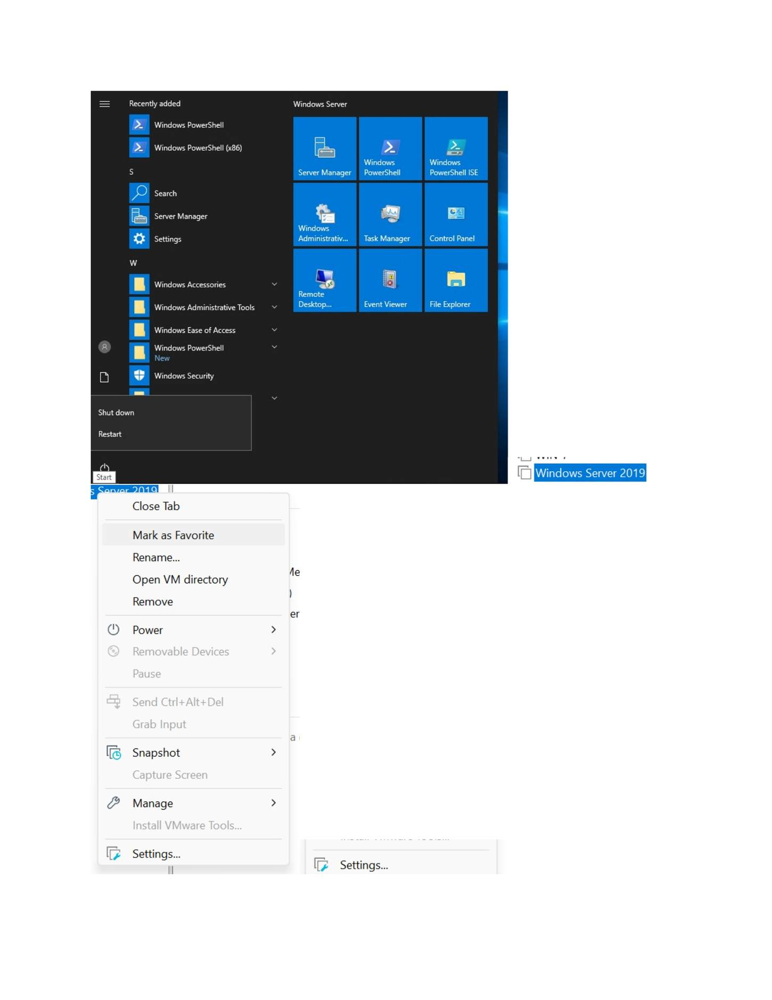 Recently added
Windows PowerShell
Windows PowerShell (x86)
S
Search
Server Manager
Settings
W
Windows Accessories
Windows Administrative Tools
Windows Ease of Access
Windows PowerShell
New
Windows Security
Shut down
Restart
Start
Windows Server
Server Manager
Windows
PowerShell
Windows
PowerShell ISE
Windows
Administrativ...
Task Manager
Control Panel
Remote
Desktop...
Event Viewer
File Explorer
Windows Server 2019
s Server 2019
Close Tab
Mark as Favorite
Rename...
Open VM directory
Remove
Power
Removable Devices
Pause
Send Ctrl+Alt+Del
Grab Input
Snapshot
Capture Screen
Manage
Install VMware Tools...
Settings...
Me
)
er
a
Settings...